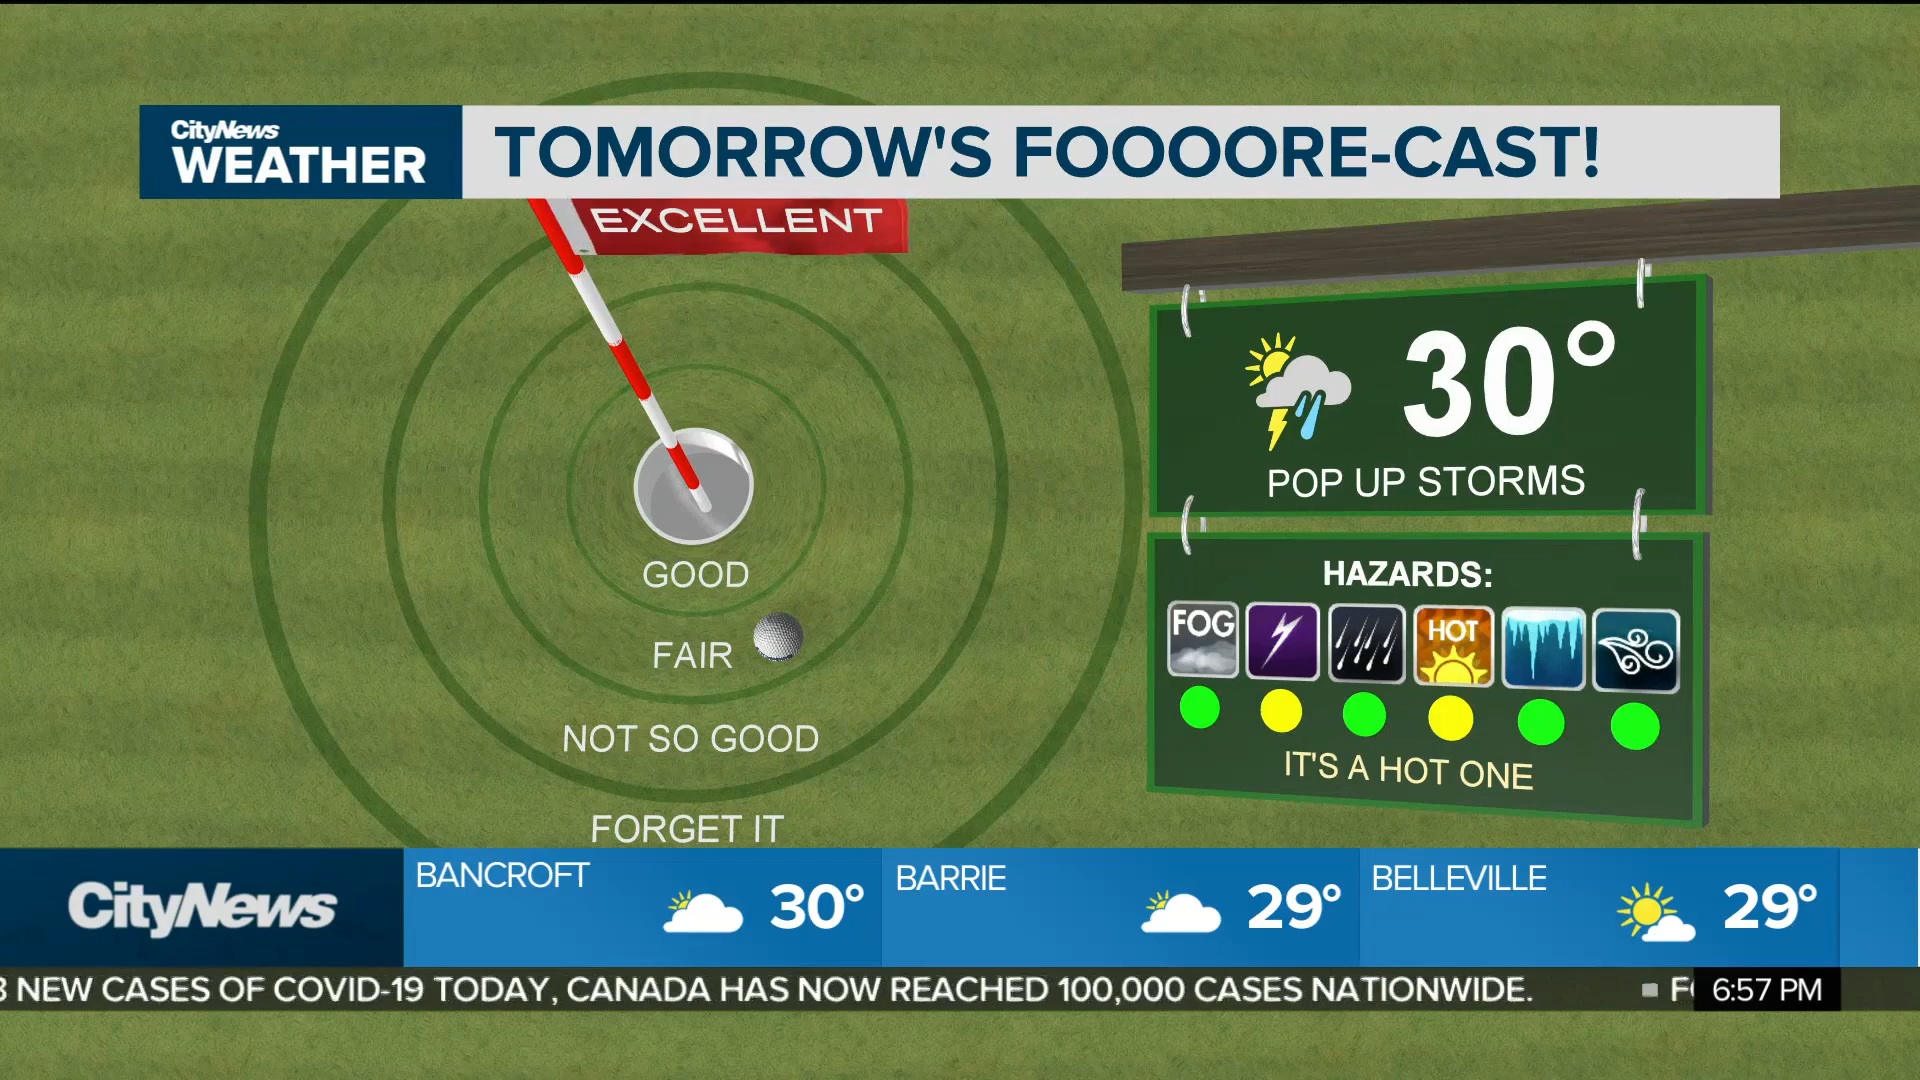 CityNews
WEATHER
TOMORROW'S FOOOORE-CAST!
EXCELLENT
GOOD
FAIR
NOT SO GOOD
FORGET IT
30°
POP UP STORMS
HAZARDS:
FOG
HOT
IT'S A HOT ONE
CityNews
BANCROFT
30°
BARRIE
29°
BELLEVILLE
29°
NEW CASES OF COVID-19 TODAY, CANADA HAS NOW REACHED 100,000 CASES NATIONWIDE.
6:57 PM